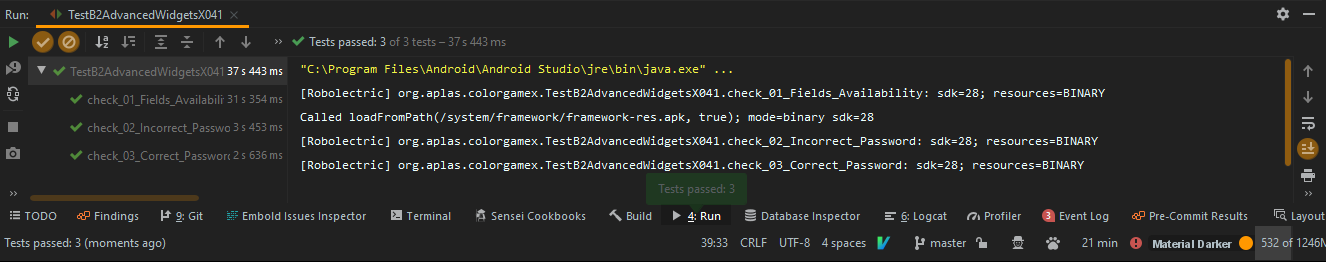 Run: TestB2AdvancedWidgetsX041
Tests passed: 3 of 3 tests – 37 s 443 ms
TestB2AdvancedWidgetsX041 37 s 443 ms
"C:\Program Files\Android\Android Studio\jre\bin\java.exe" ...
check_01_Fields_Availabili 31 s 354 ms
[Robolectric] org.aplas.colorgamex.TestB2AdvancedWidgetsX041.check_01_Fields_Availability: sdk=28; resources=BINARY
Called loadFromPath(/system/framework/framework-res.apk, true); mode=binary sdk=28
check_02_Incorrect_Passwo 3 s 453 ms
[Robolectric] org.aplas.colorgamex.TestB2AdvancedWidgetsX041.check_02_Incorrect_Password: sdk=28; resources=BINARY
check_03_Correct_Password 2 s 636 ms
[Robolectric] org.aplas.colorgamex.TestB2AdvancedWidgetsX041.check_03_Correct_Password: sdk=28; resources=BINARY
Tests passed: 3
TODO Findings 9: Git Embold Issues Inspector Terminal Sensei Cookbooks Build 4: Run Database Inspector 6: Logcat Profiler 3 Event Log Pre-Commit Results Layout
Tests passed: 3 (moments ago) 39:33 CRLF UTF-8 4 spaces master 21 min Material Darker 532 of 1246M